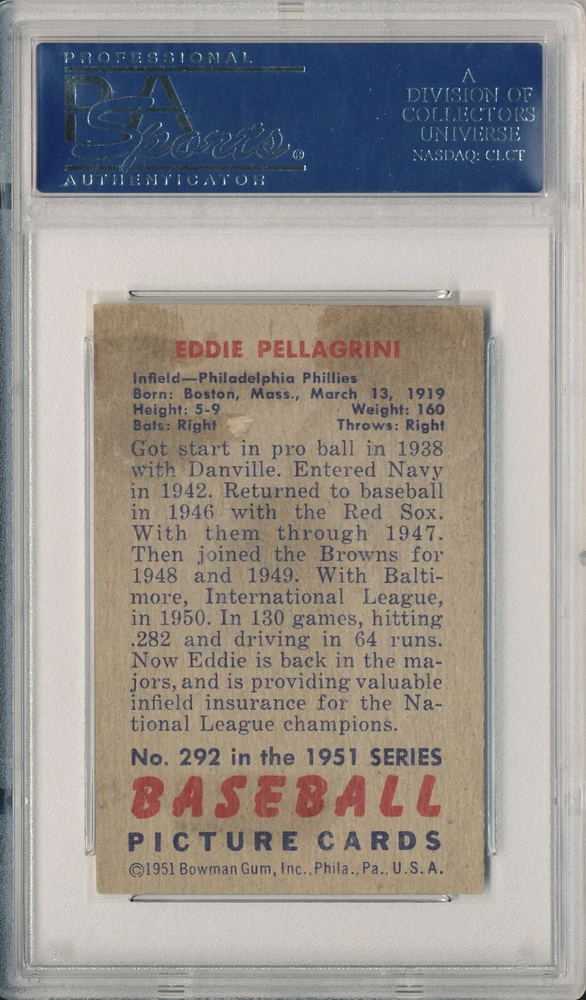 PROFESSIONAL
PSA
Sports®
AUTHENTICATOR
A
DIVISION OF
COLLECTORS
UNIVERSE
NASDAQ: CLCT
EDDIE PELLAGRINI
Infield—Philadelphia Phillies
Born: Boston, Mass., March 13, 1919
Height: 5-9 Weight: 160
Bats: Right Throws: Right
Got start in pro ball in 1938
with Danville. Entered Navy
in 1942. Returned to baseball
in 1946 with the Red Sox.
With them through 1947.
Then joined the Browns for
1948 and 1949. With Balti-
more, International League,
in 1950. In 130 games, hitting
.282 and driving in 64 runs.
Now Eddie is back in the ma-
jors, and is providing valuable
infield insurance for the Na-
tional League champions.
No. 292 in the 1951 SERIES
BASEBALL
PICTURE CARDS
©1951 Bowman Gum, Inc., Phila., Pa., U.S.A.